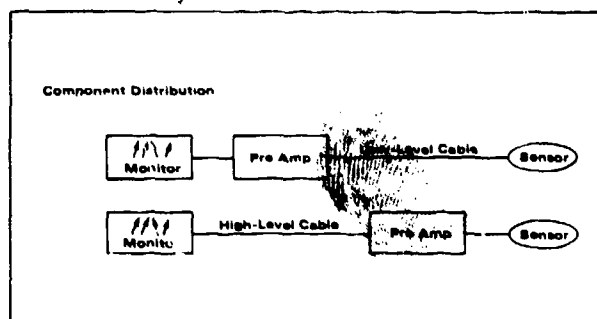 Component Distribution
Monitor Pre Amp -Level Cable Sensor
Monito High-Level Cable Pre Amp Sensor